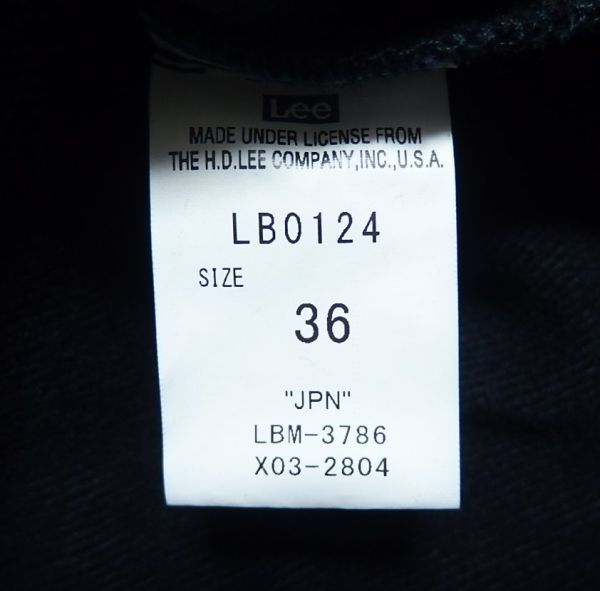 Lee
MADE UNDER LICENSE FROM
THE H.D.LEE COMPANY,INC.,U.S.A.
LB0124
SIZE
36
"JPN"
LBM-3786
X03-2804